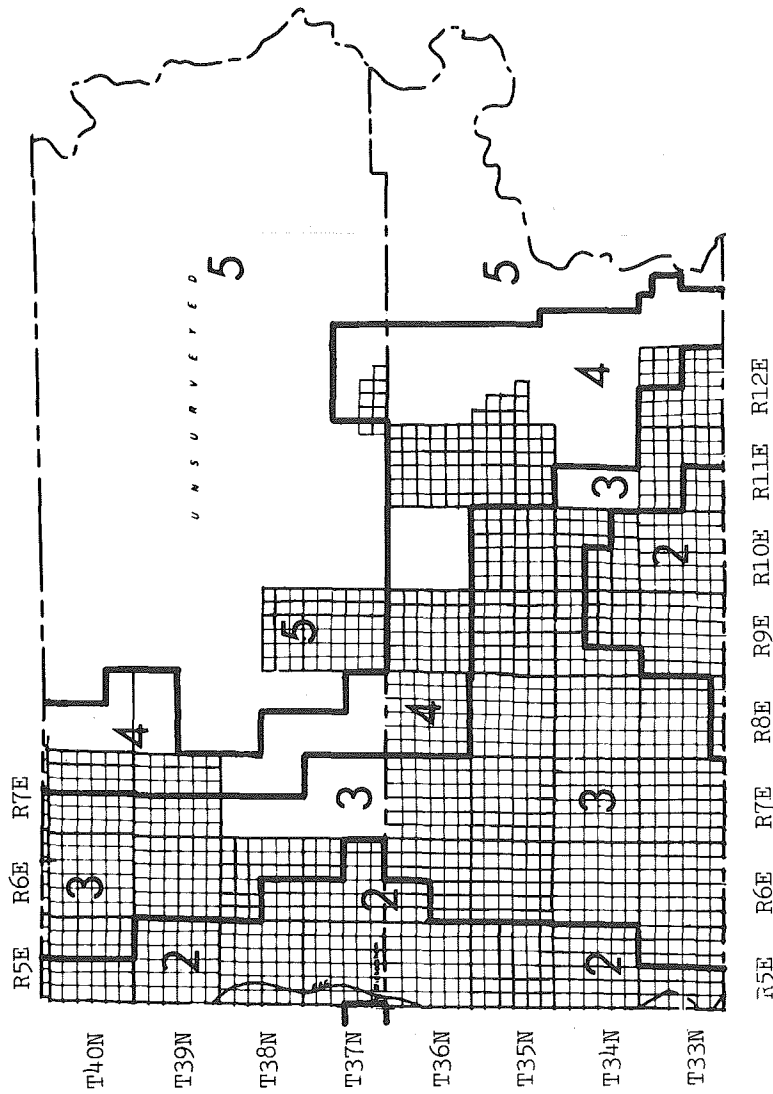 R5E R6E R7E
T40N 3 4
T39N 2 UNSURVEYED 5
T38N 5
T37N 2 3
T36N 4
T35N 5
T34N 2 3 3 4
T33N 2
R5E R6E R7E R8E R9E R10E R11E R12E